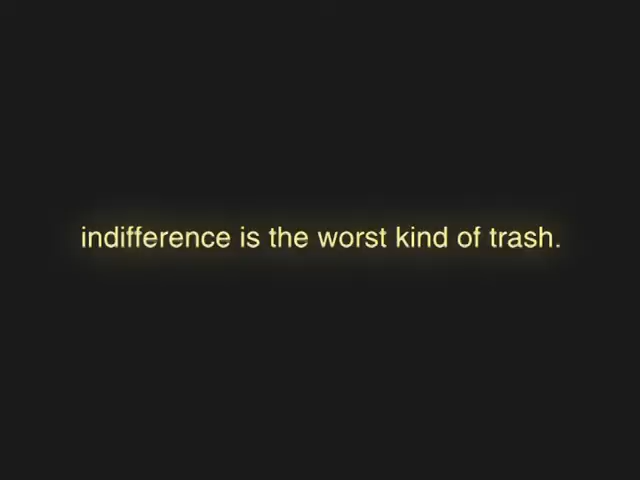 indifference is the worst kind of trash.